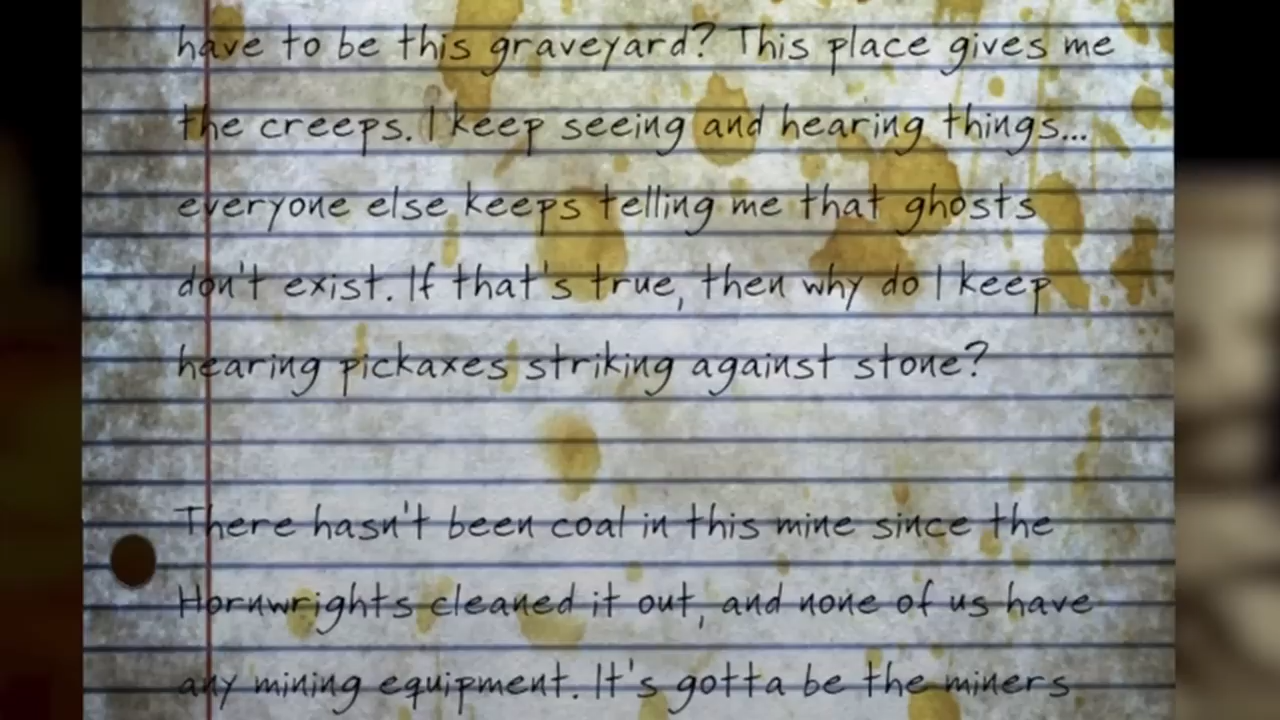 have to be this graveyard? This place gives me
the creeps. I keep seeing and hearing things...
everyone else keeps telling me that ghosts
don't exist. If that's true, then why do I keep
hearing pickaxes striking against stone?
There hasn't been coal in this mine since the
Hornwrights cleaned it out, and none of us have
any mining equipment. It's gotta be the miners